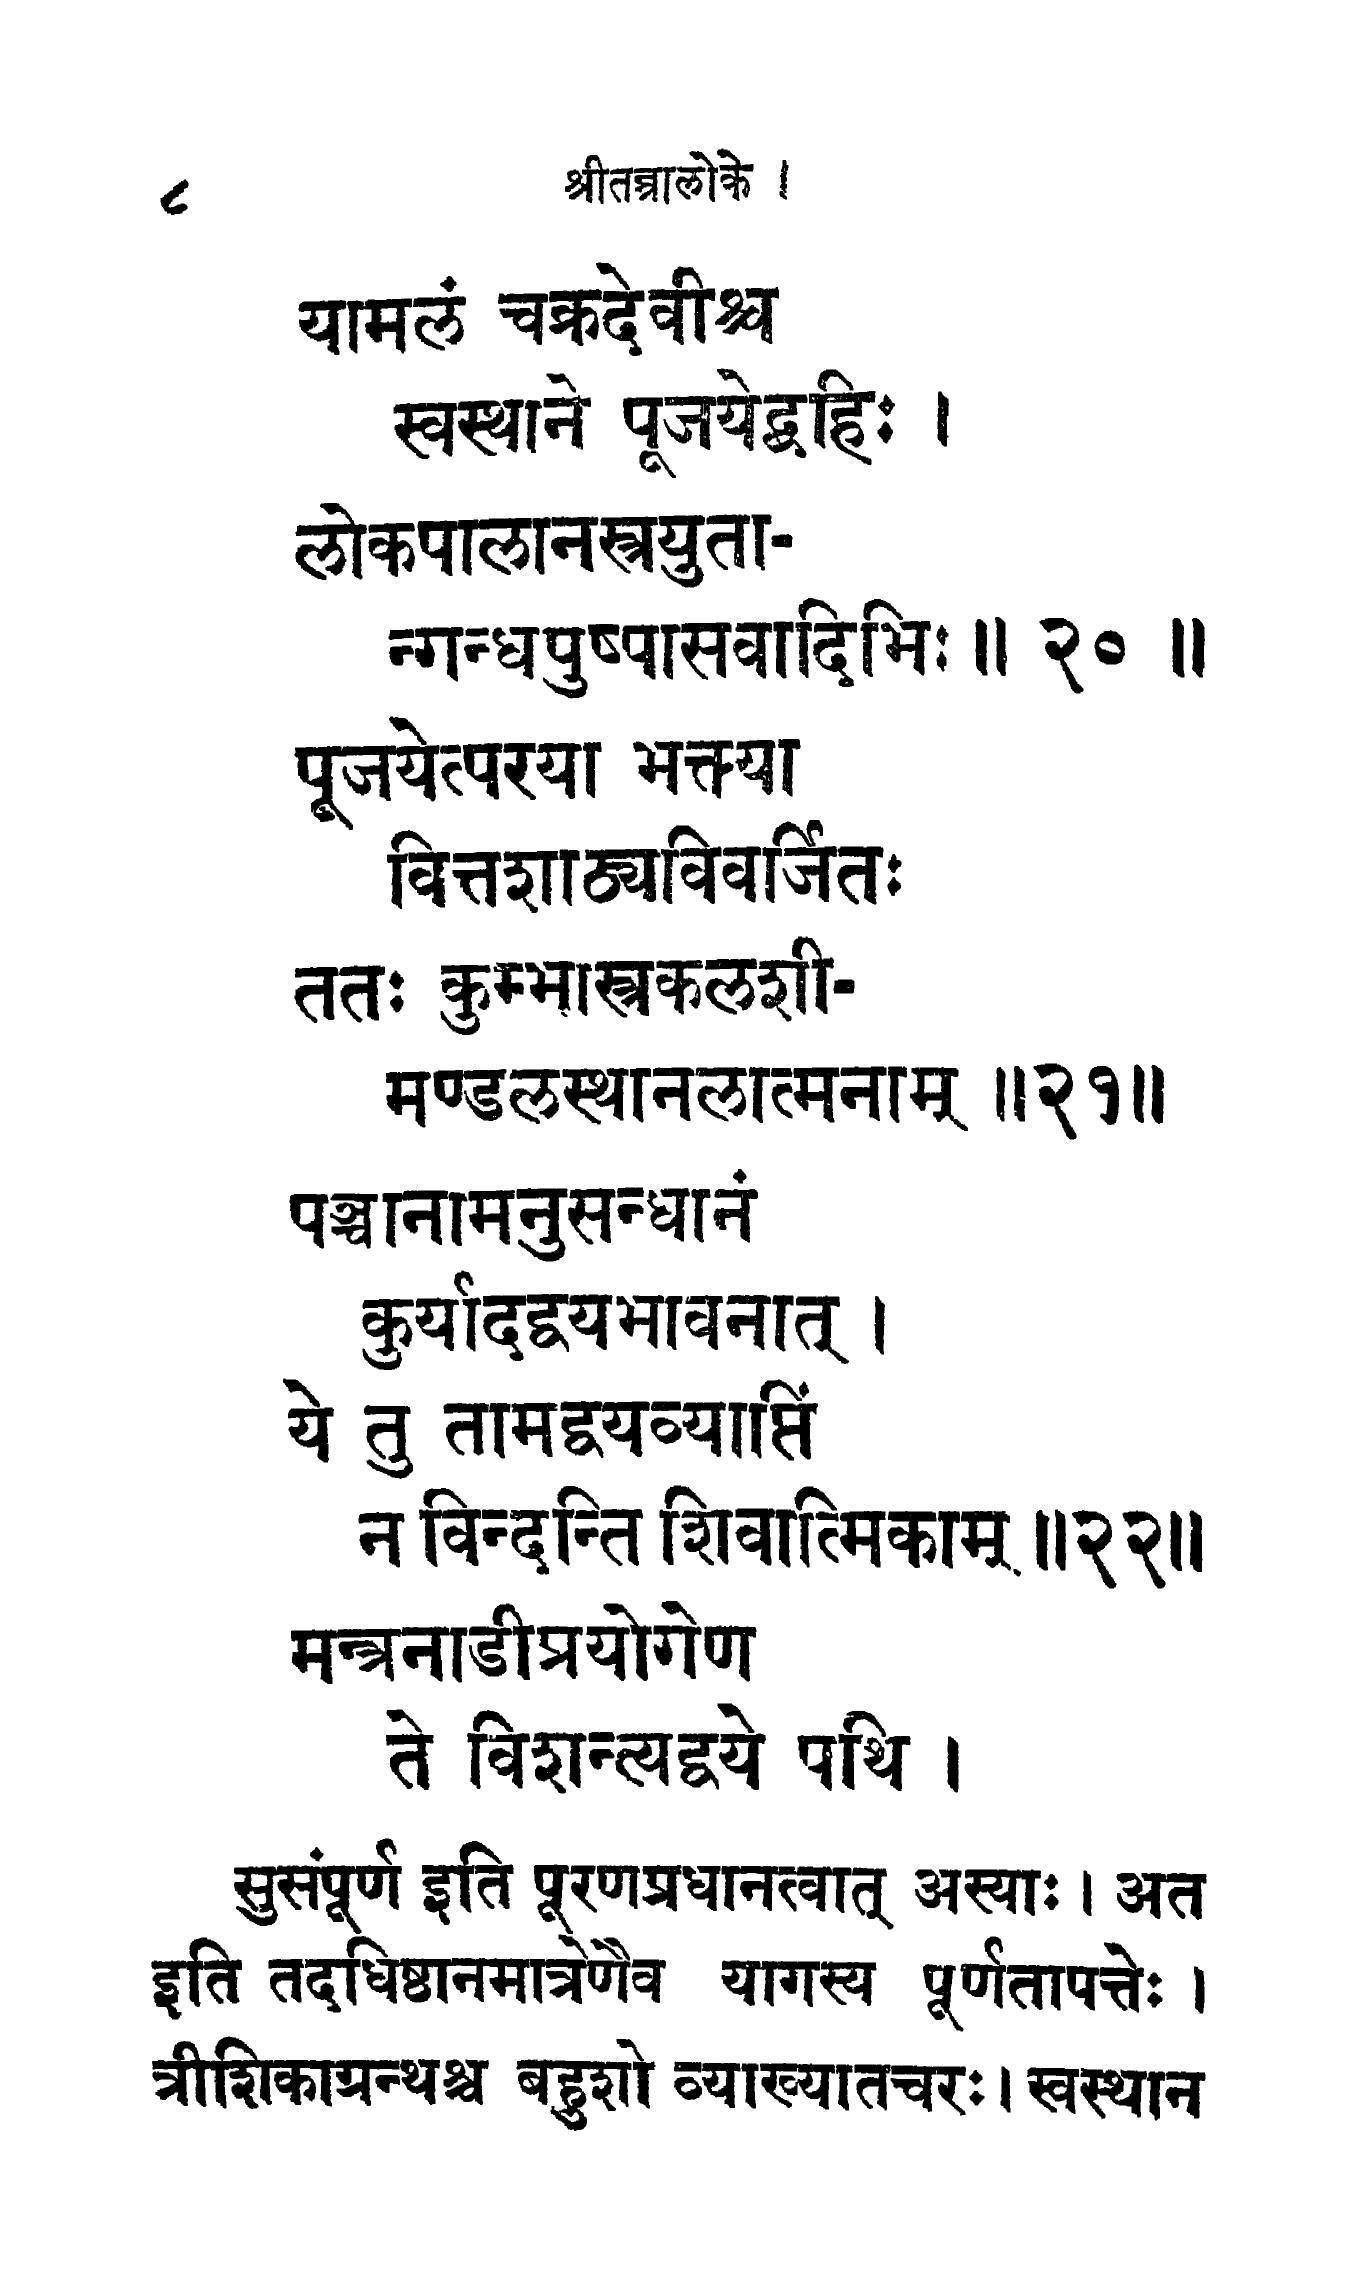 ८ श्रीतन्त्रालोके ।
यामलं चक्रदेवीश्च
स्वस्थाने पूजयेद्बहिः ।
लोकपालानस्त्रयुता-
न्गन्धपुष्पासवादिभिः ॥ २० ॥
पूजयेत्परया भक्त्या
वित्तशाठ्यविवर्जितः
ततः कुम्भास्त्रकलशी-
मण्डलस्थानलात्मनाम् ॥२१॥
पञ्चानामनुसन्धानं
कुर्यादद्वयभावनात् ।
ये तु तामद्वयव्याप्तिं
न विन्दन्ति शिवात्मिकाम् ॥२२॥
मन्त्रनाडीप्रयोगेण
ते विशन्त्यद्वये पथि ।
सुसंपूर्ण इति पूरणप्रधानत्वात् अस्याः । अत
इति तदधिष्ठानमात्रेणैव यागस्य पूर्णतापत्तेः ।
त्रीशिकाग्रन्थश्च बहुशो व्याख्यातचरः । स्वस्थान